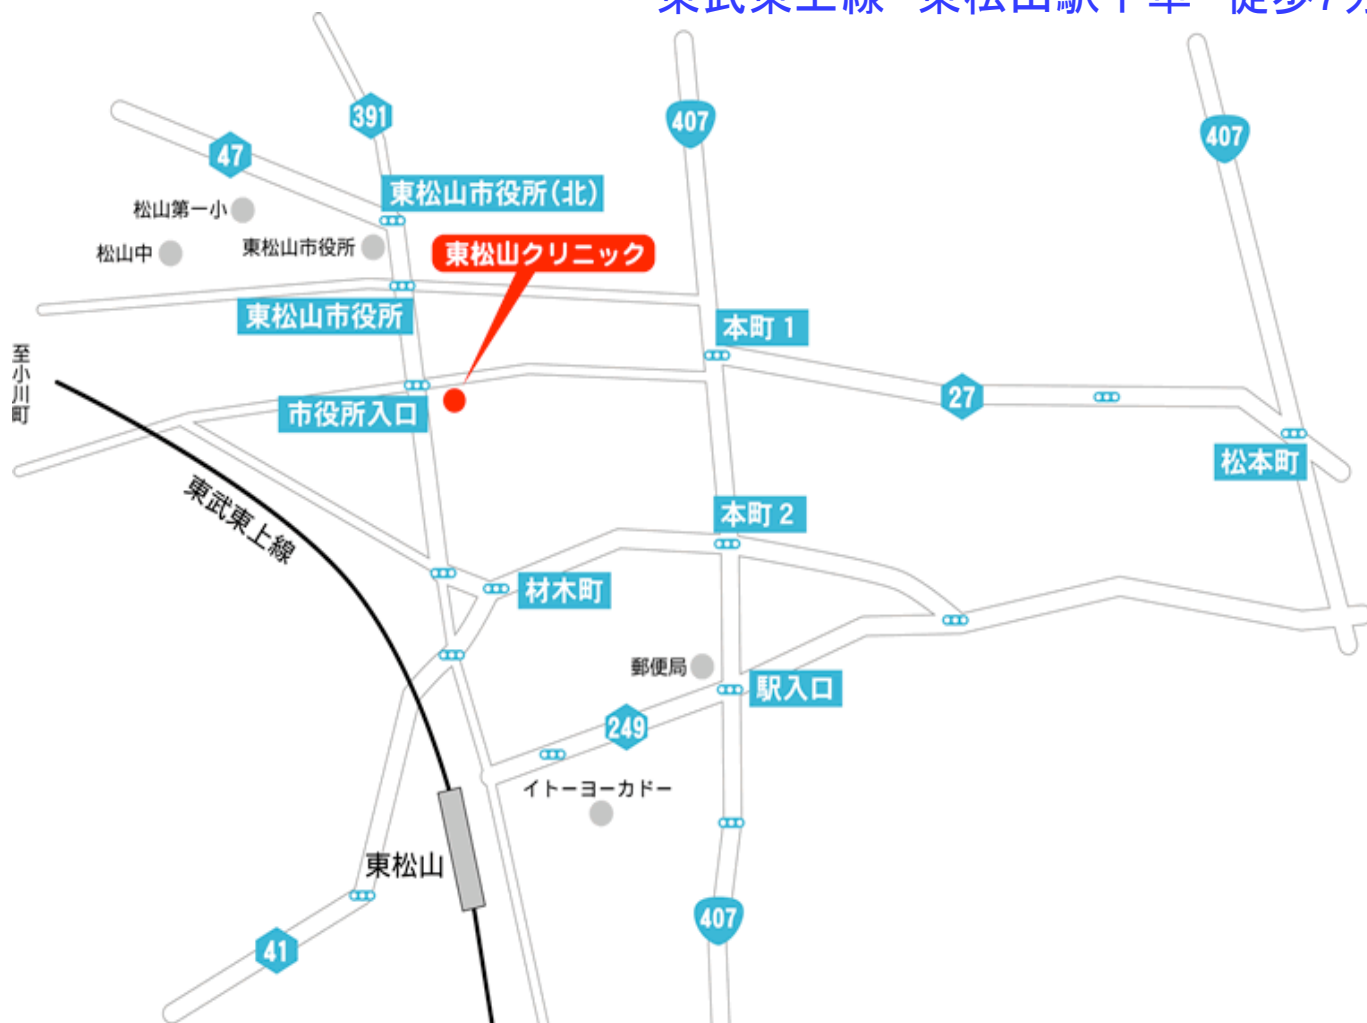 東武東上線 東松山駅下車 徒歩7分
391
407
407
47
東松山市役所(北)
松山第一小
東松山市役所
松山中
東松山クリニック
東松山市役所
本町1
至小川町
27
市役所入口
松本町
東武東上線
本町2
材木町
郵便局
駅入口
249
イトーヨーカドー
東松山
407
41